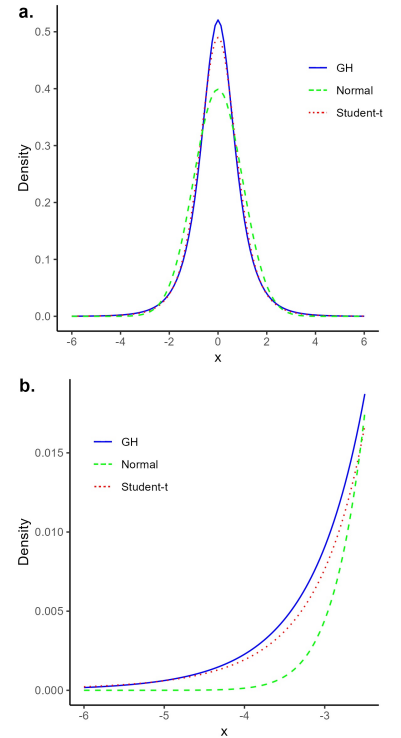 a.
0.5
0.4
0.3
0.2
0.1
0.0
Density
GH
Normal
Student-t
-6 -4 -2 0 2 4 6
x
b.
GH
Normal
Student-t
0.015
0.010
0.005
0.000
Density
-6 -5 -4 -3
x